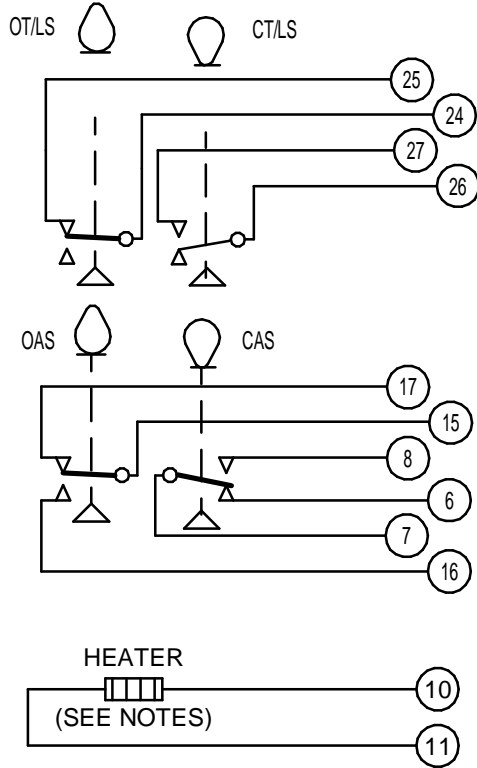 OT/LS
CT/LS
25
24
27
26
OAS
CAS
17
15
8
6
7
16
HEATER
(SEE NOTES)
10
11